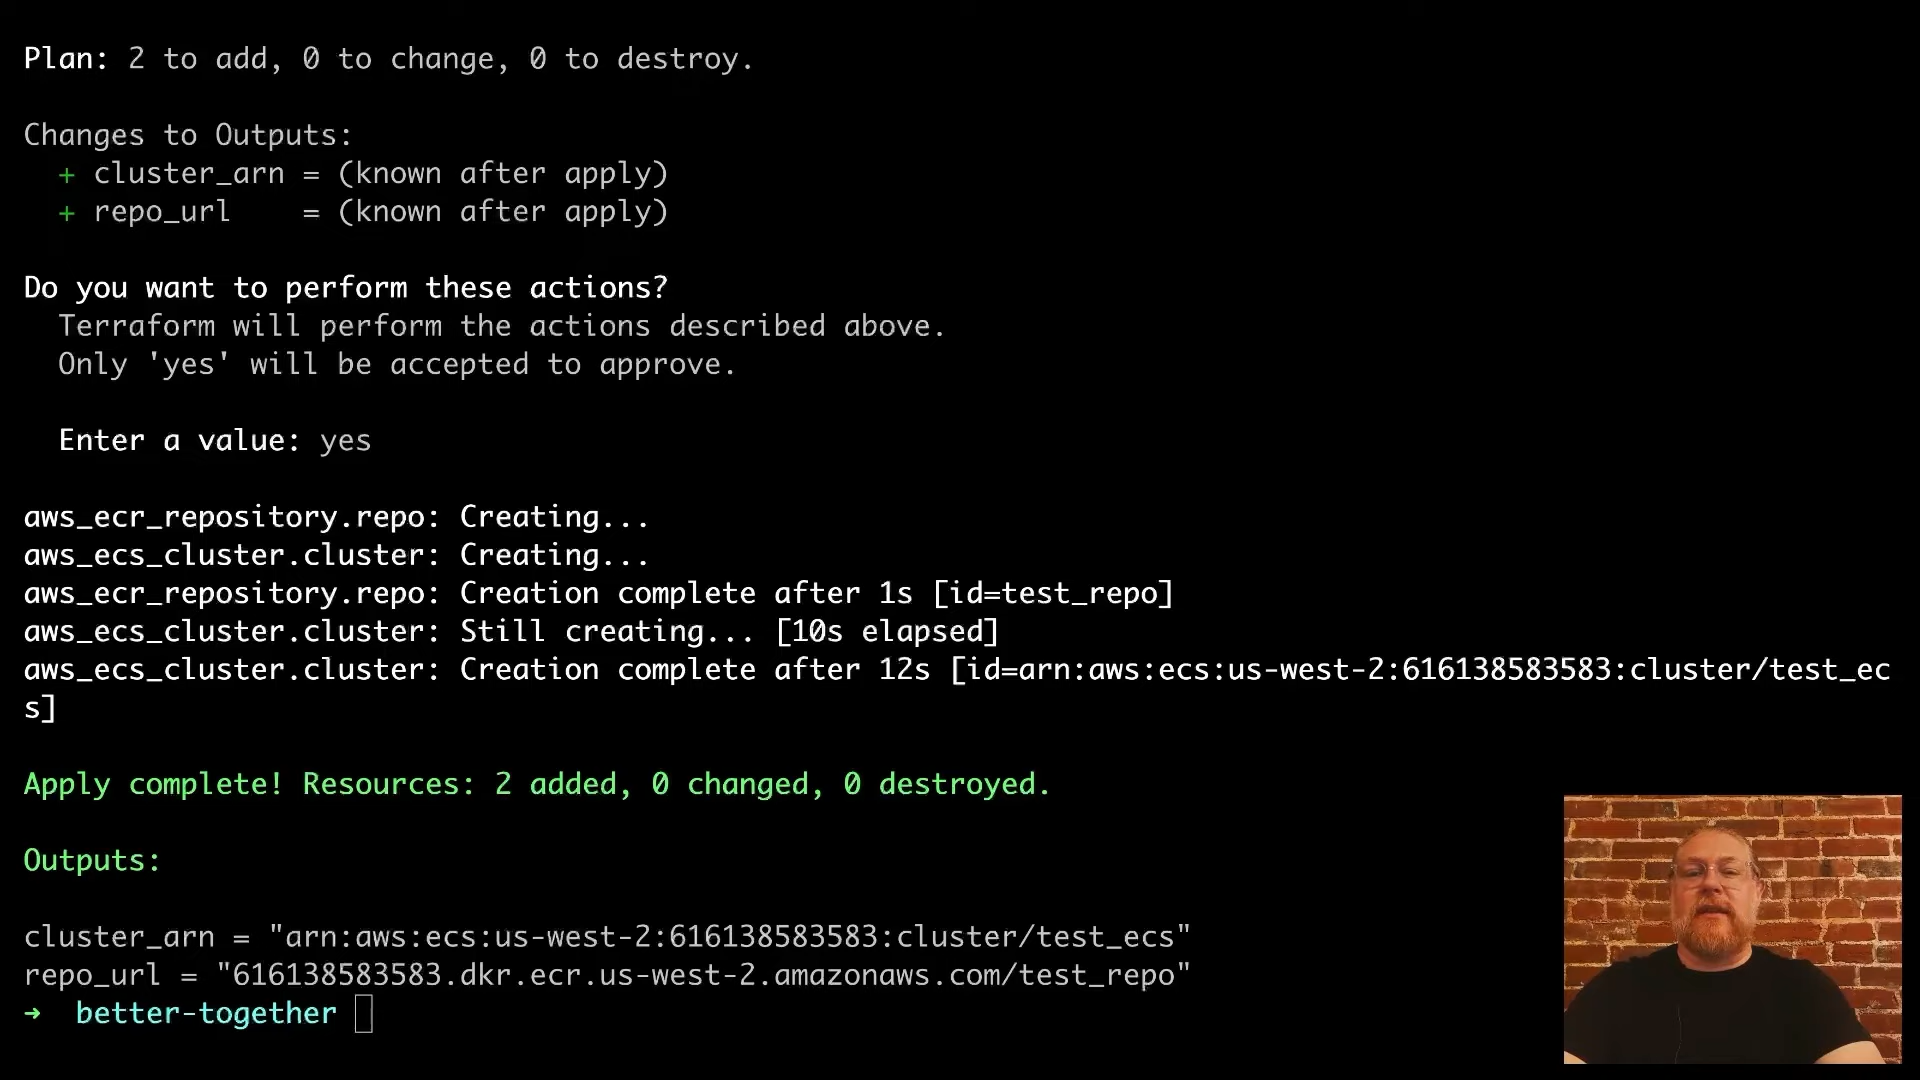 Plan: 2 to add, 0 to change, 0 to destroy.
Changes to Outputs:
+ cluster_arn = (known after apply)
+ repo_url    = (known after apply)
Do you want to perform these actions?
Terraform will perform the actions described above.
Only 'yes' will be accepted to approve.
Enter a value: yes
aws_ecr_repository.repo: Creating...
aws_ecs_cluster.cluster: Creating...
aws_ecr_repository.repo: Creation complete after 1s [id=test_repo]
aws_ecs_cluster.cluster: Still creating... [10s elapsed]
aws_ecs_cluster.cluster: Creation complete after 12s [id=arn:aws:ecs:us-west-2:616138583583:cluster/test_ec
s]
Apply complete! Resources: 2 added, 0 changed, 0 destroyed.
Outputs:
cluster_arn = "arn:aws:ecs:us-west-2:616138583583:cluster/test_ecs"
repo_url = "616138583583.dkr.ecr.us-west-2.amazonaws.com/test_repo"
→ better-together